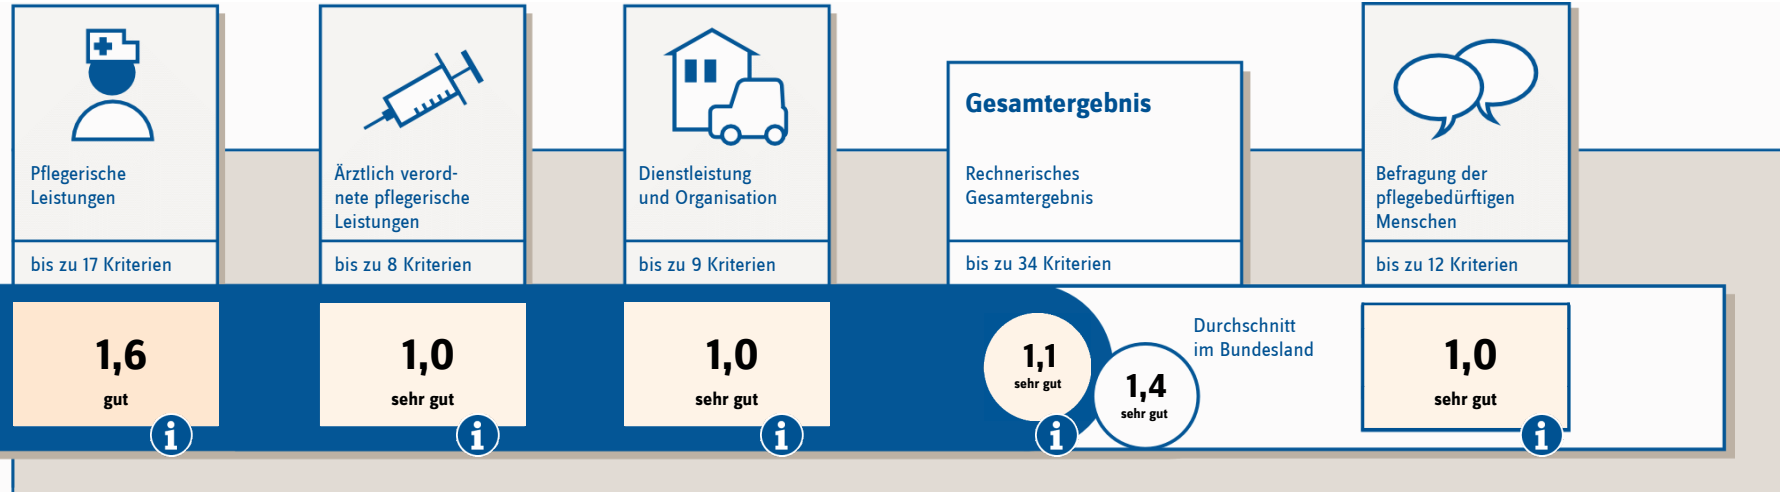 Pflegerische
Leistungen
bis zu 17 Kriterien
1,6
gut
i
Ärztlich verord-
nete pflegerische
Leistungen
bis zu 8 Kriterien
1,0
sehr gut
i
Dienstleistung
und Organisation
bis zu 9 Kriterien
1,0
sehr gut
i
Gesamtergebnis
Rechnerisches
Gesamtergebnis
bis zu 34 Kriterien
1,1
sehr gut
i
1,4
sehr gut
Durchschnitt
im Bundesland
Befragung der
pflegebedürftigen
Menschen
bis zu 12 Kriterien
1,0
sehr gut
i